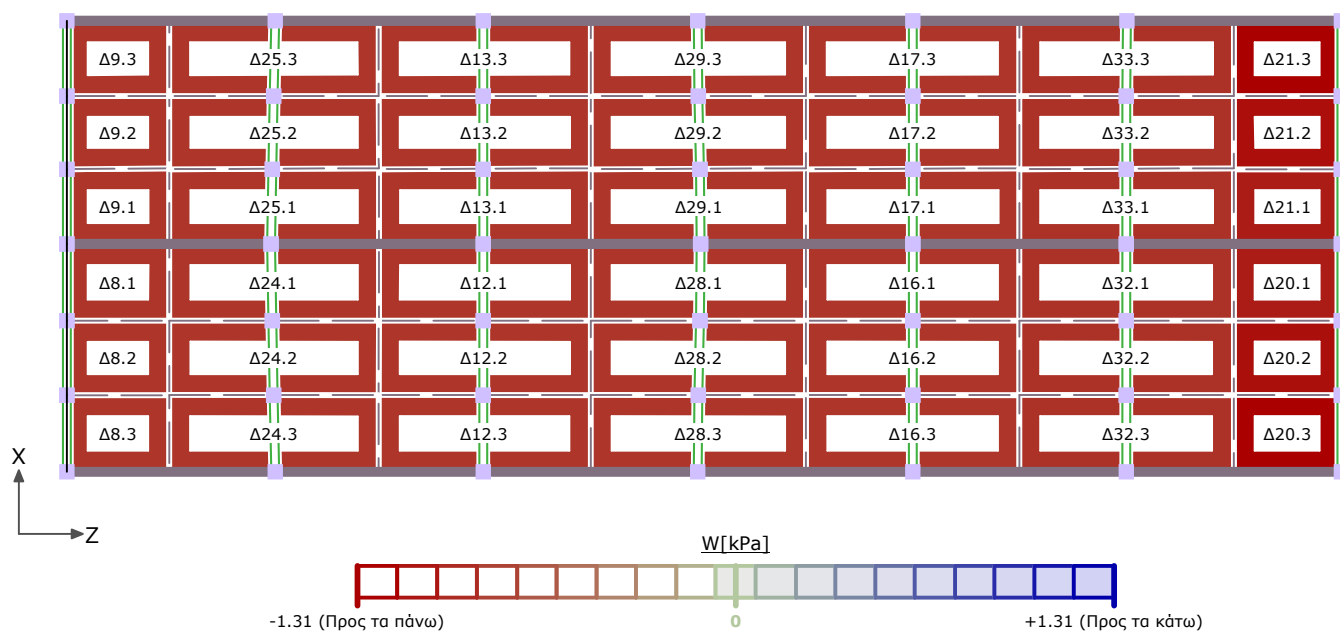 Δ9.3 Δ25.3 Δ13.3 Δ29.3 Δ17.3 Δ33.3 Δ21.3
Δ9.2 Δ25.2 Δ13.2 Δ29.2 Δ17.2 Δ33.2 Δ21.2
Δ9.1 Δ25.1 Δ13.1 Δ29.1 Δ17.1 Δ33.1 Δ21.1
Δ8.1 Δ24.1 Δ12.1 Δ28.1 Δ16.1 Δ32.1 Δ20.1
Δ8.2 Δ24.2 Δ12.2 Δ28.2 Δ16.2 Δ32.2 Δ20.2
Δ8.3 Δ24.3 Δ12.3 Δ28.3 Δ16.3 Δ32.3 Δ20.3
X
Z
W[kPa]
-1.31 (Προς τα πάνω) 0 +1.31 (Προς τα κάτω)